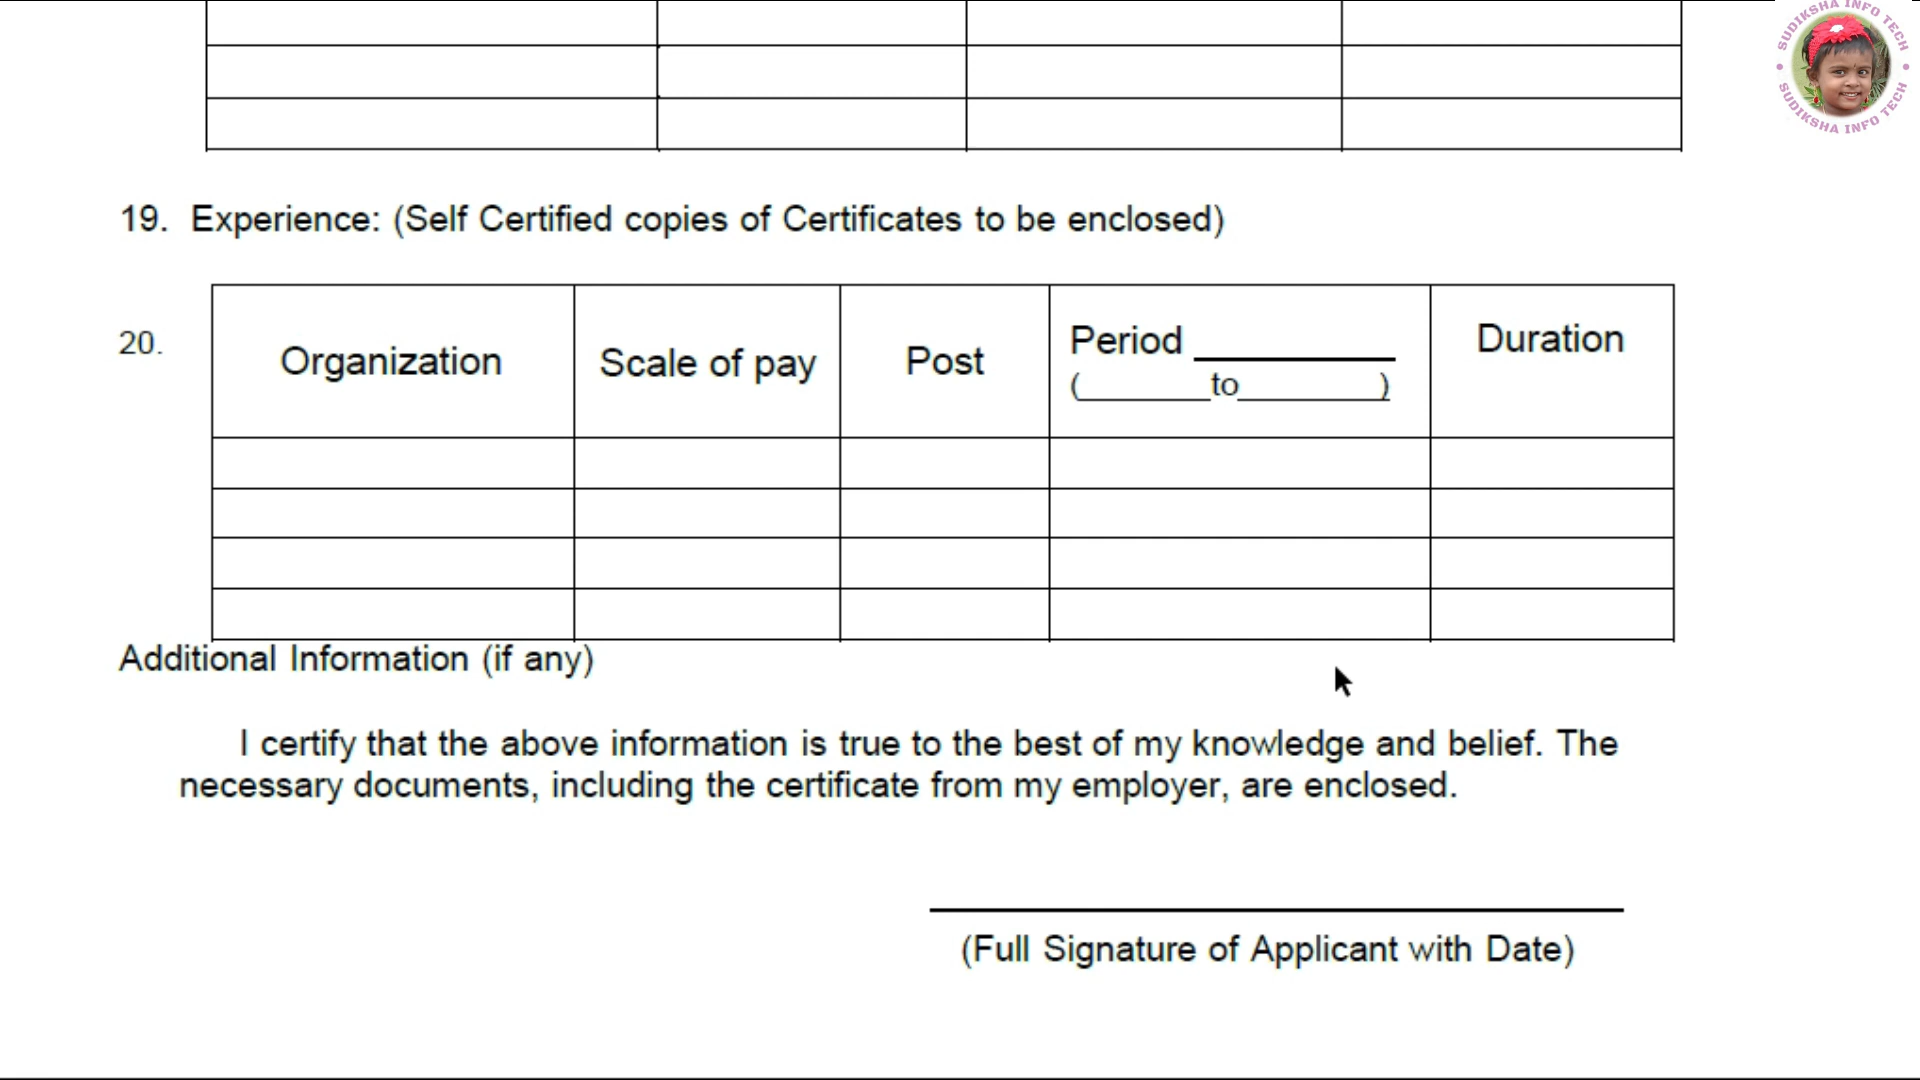 SUDIKSHA INFO TECH
SUDIKSHA INFO TECH
19. Experience: (Self Certified copies of Certificates to be enclosed)
20.
Organization
Scale of pay
Post
Period __________
(_______to_______)
Duration
Additional Information (if any)
I certify that the above information is true to the best of my knowledge and belief. The
necessary documents, including the certificate from my employer, are enclosed.
(Full Signature of Applicant with Date)